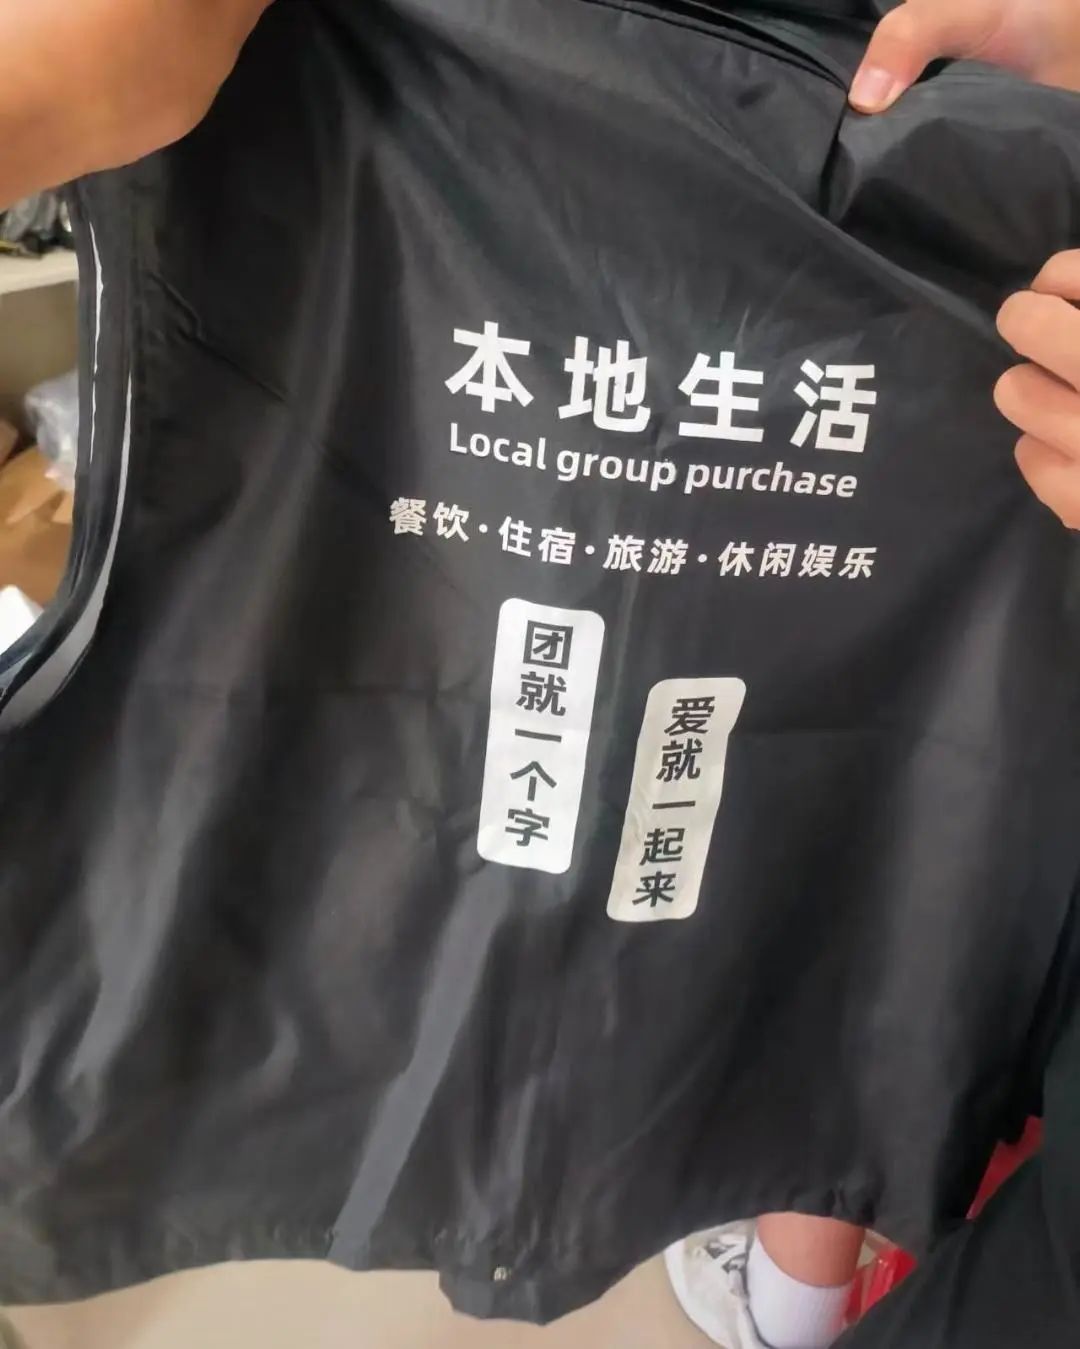 本地生活
Local group purchase
餐饮·住宿·旅游·休闲娱乐
团就一个字
爱就一起来